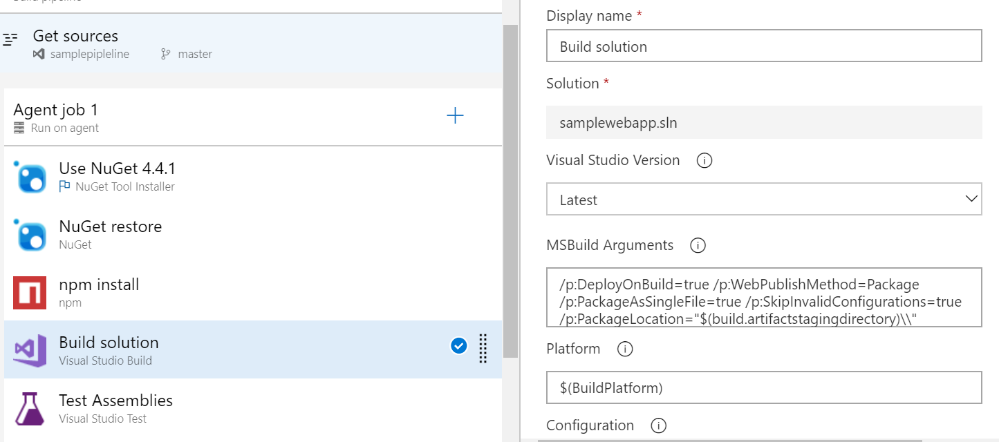 Get sources
samplepipleline master
Agent job 1
Run on agent
Use NuGet 4.4.1
NuGet Tool Installer
NuGet restore
NuGet
npm install
npm
Build solution
Visual Studio Build
Test Assemblies
Visual Studio Test
Display name *
Build solution
Solution *
samplewebapp.sln
Visual Studio Version
Latest
MSBuild Arguments
/p:DeployOnBuild=true /p:WebPublishMethod=Package
/p:PackageAsSingleFile=true /p:SkipInvalidConfigurations=true
/p:PackageLocation="$(build.artifactstagingdirectory)\\"
Platform
$(BuildPlatform)
Configuration